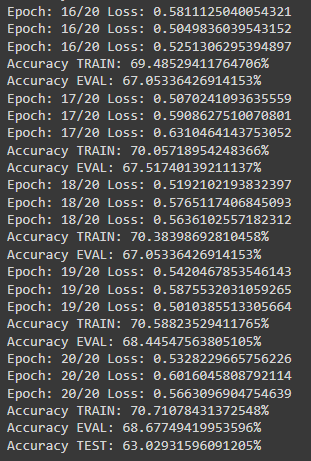 Epoch: 16/20 Loss: 0.5811125040054321
Epoch: 16/20 Loss: 0.5049836039543152
Epoch: 16/20 Loss: 0.5251306295394897
Accuracy TRAIN: 69.48529411764706%
Accuracy EVAL: 67.05336426914153%
Epoch: 17/20 Loss: 0.5070241093635559
Epoch: 17/20 Loss: 0.5908627510070801
Epoch: 17/20 Loss: 0.6310464143753052
Accuracy TRAIN: 70.05718954248366%
Accuracy EVAL: 67.51740139211137%
Epoch: 18/20 Loss: 0.5192102193832397
Epoch: 18/20 Loss: 0.5765117406845093
Epoch: 18/20 Loss: 0.5636102557182312
Accuracy TRAIN: 70.38398692810458%
Accuracy EVAL: 67.05336426914153%
Epoch: 19/20 Loss: 0.5420467853546143
Epoch: 19/20 Loss: 0.5875532031059265
Epoch: 19/20 Loss: 0.5010385513305664
Accuracy TRAIN: 70.58823529411765%
Accuracy EVAL: 68.44547563805105%
Epoch: 20/20 Loss: 0.5328229665756226
Epoch: 20/20 Loss: 0.6016045808792114
Epoch: 20/20 Loss: 0.5663096904754639
Accuracy TRAIN: 70.71078431372548%
Accuracy EVAL: 68.67749419953596%
Accuracy TEST: 63.02931596091205%